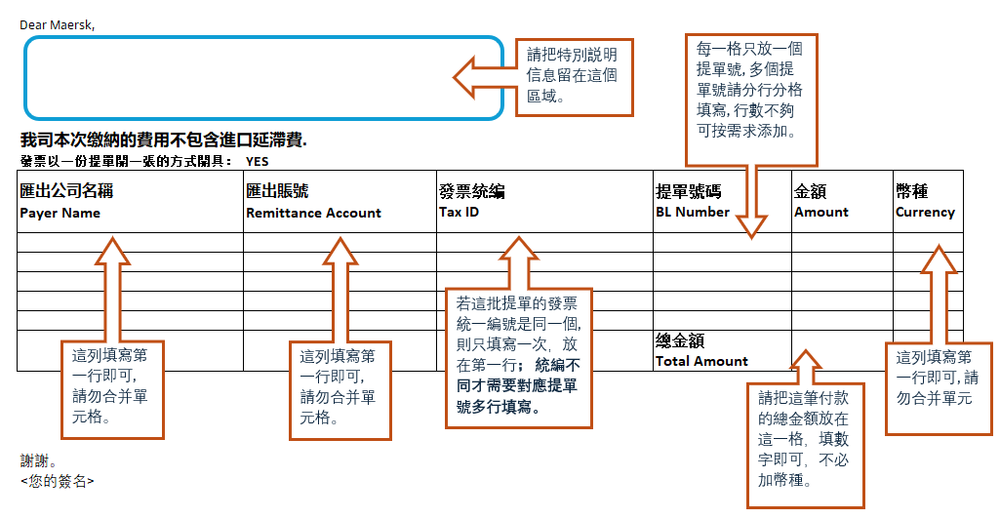 Dear Maersk,
請把特別説明
信息留在這個
區域。
每一格只放一個
提單號, 多個提
單號請分行分格
填寫, 行數不夠
可按需求添加。
我司本次缴纳的費用不包含進口延滯費.
發票以一份提單開一張的方式開具： YES
匯出公司名稱
Payer Name
匯出賬號
Remittance Account
發票統編
Tax ID
提單號碼
BL Number
金額
Amount
幣種
Currency
這列填寫第
一行即可,
請勿合并單
元格。
這列填寫第
一行即可,
請勿合并單
元格。
若這批提單的發票
統一編號是同一個,
則只填寫一次，放
在第一行；統編不
同才需要對應提單
號多行填寫。
總金額
Total Amount
請把這筆付款
的總金額放在
這一格，填數
字即可，不必
加幣種。
這列填寫第
一行即可, 請
勿合并單元
謝謝。
<您的簽名>